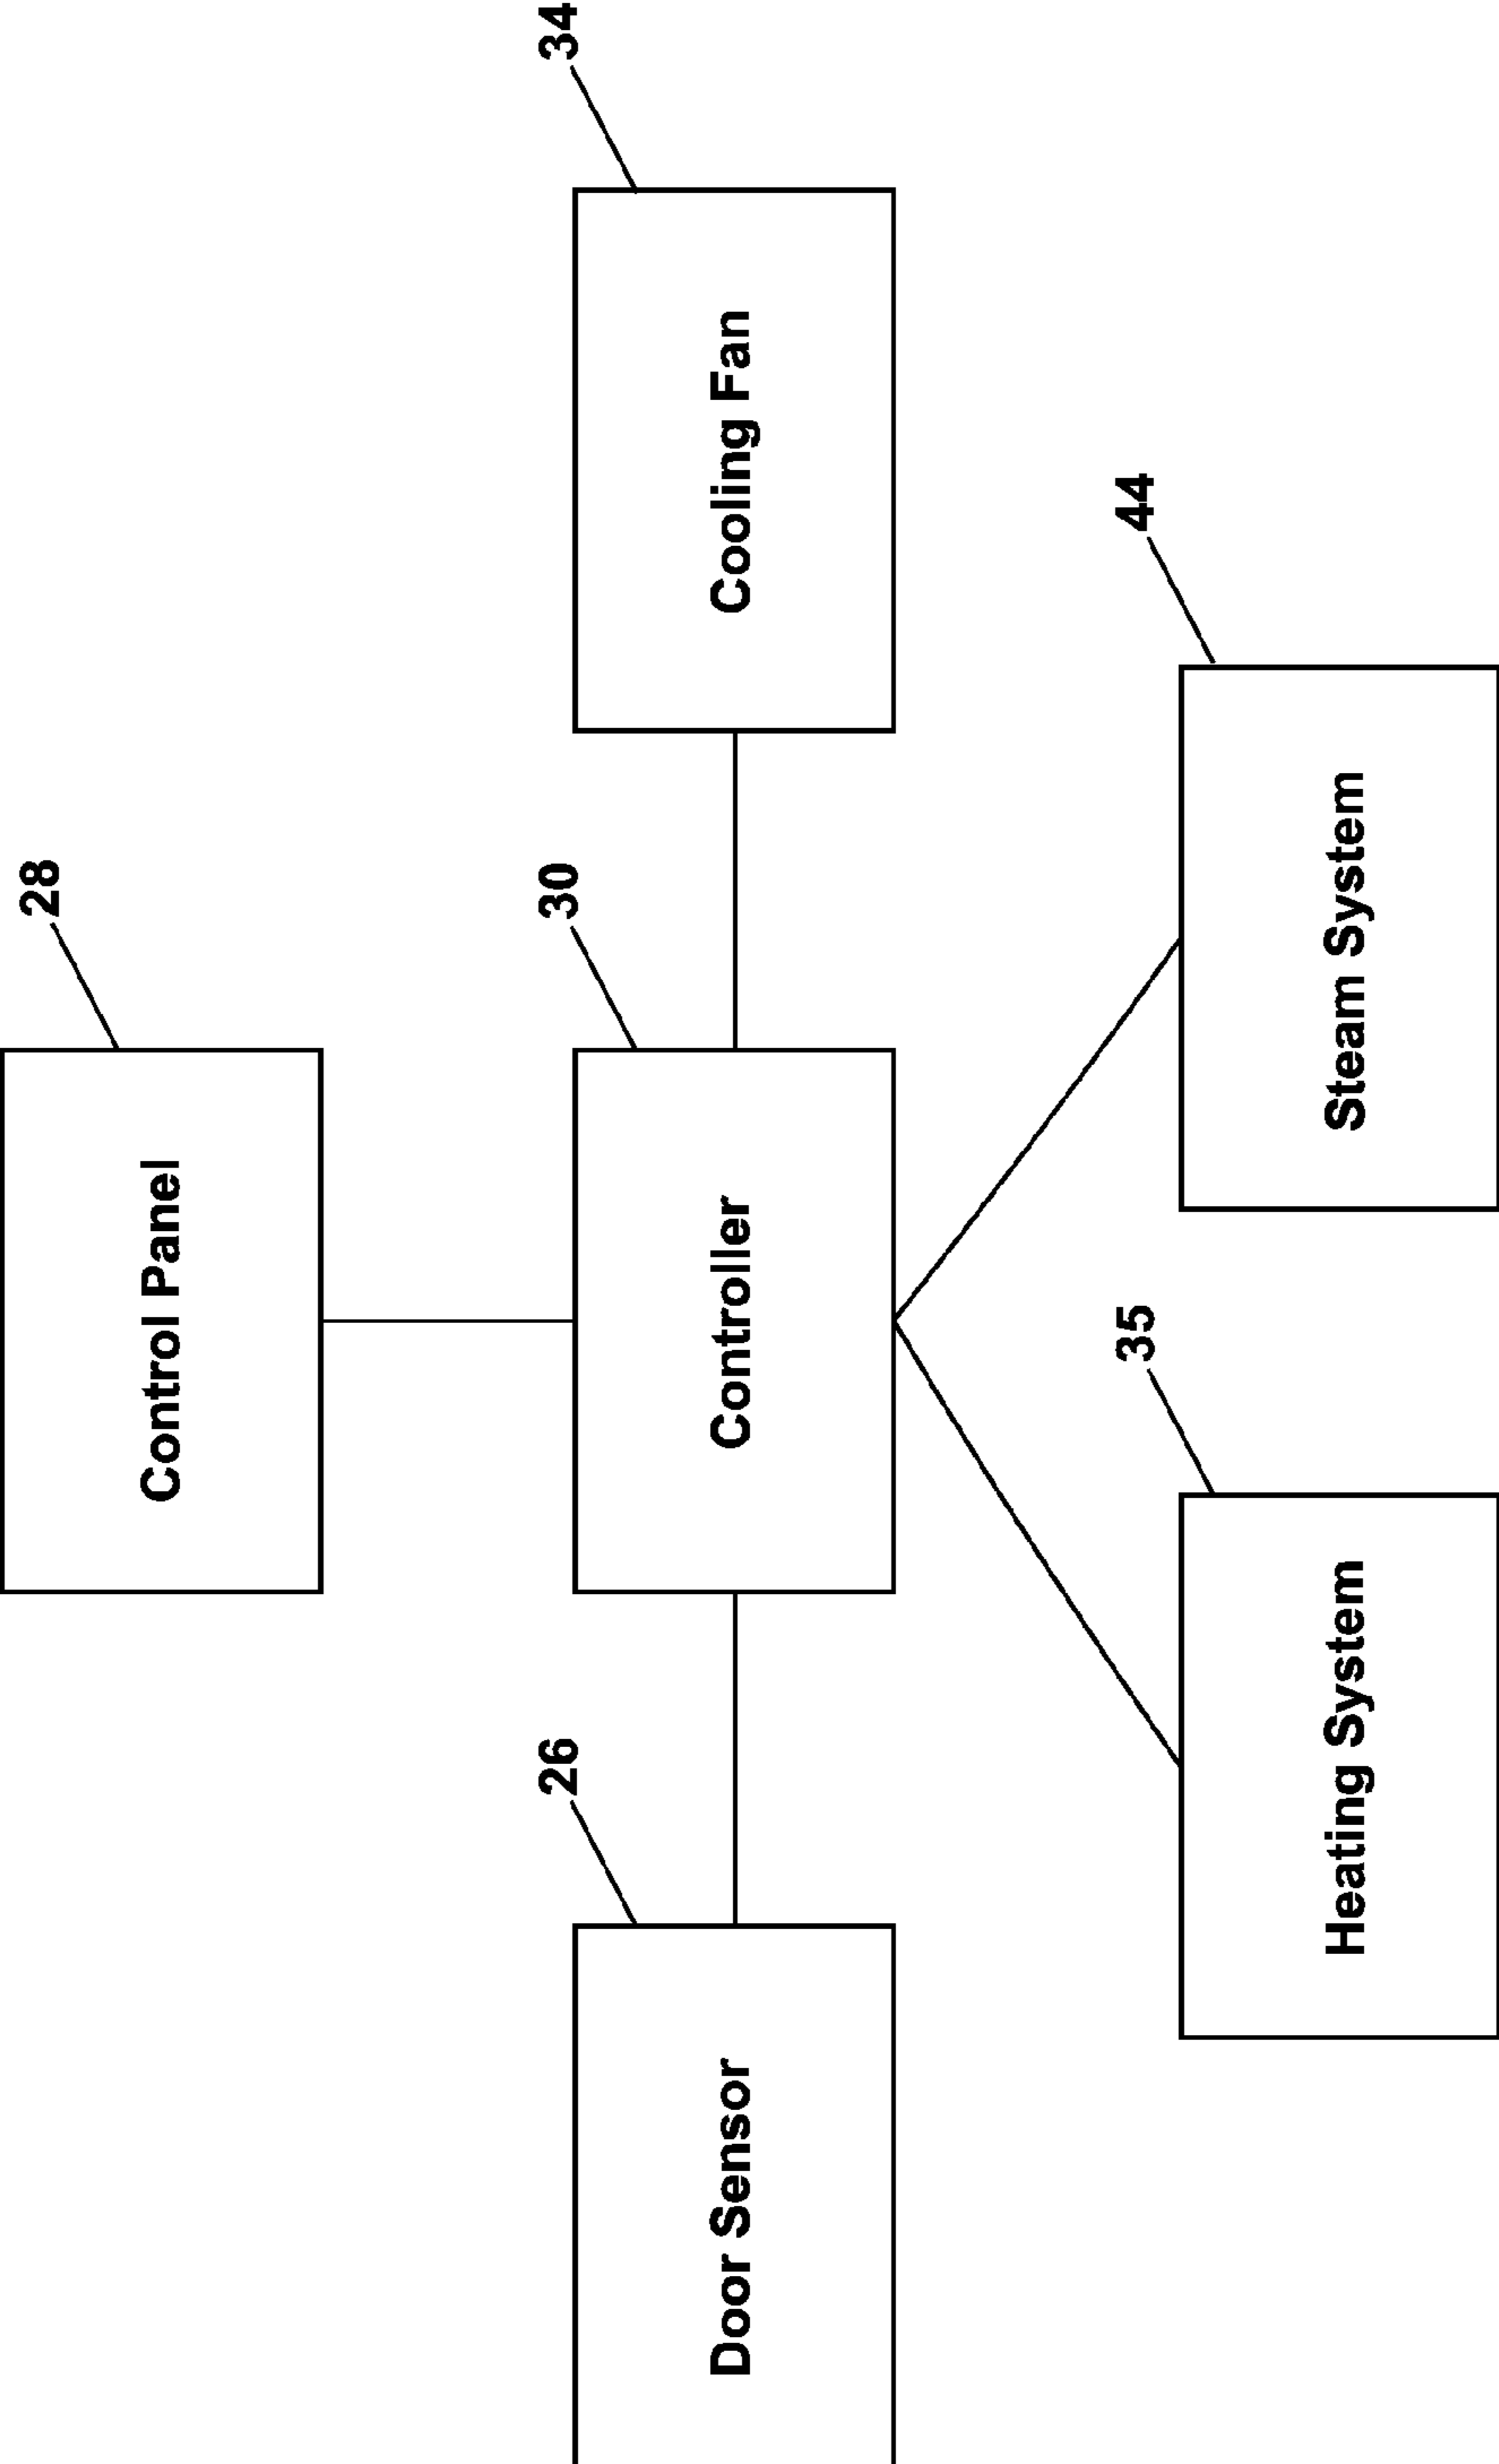 28
Control Panel
26
30
34
Door Sensor
Controller
Cooling Fan
35
44
Heating System
Steam System